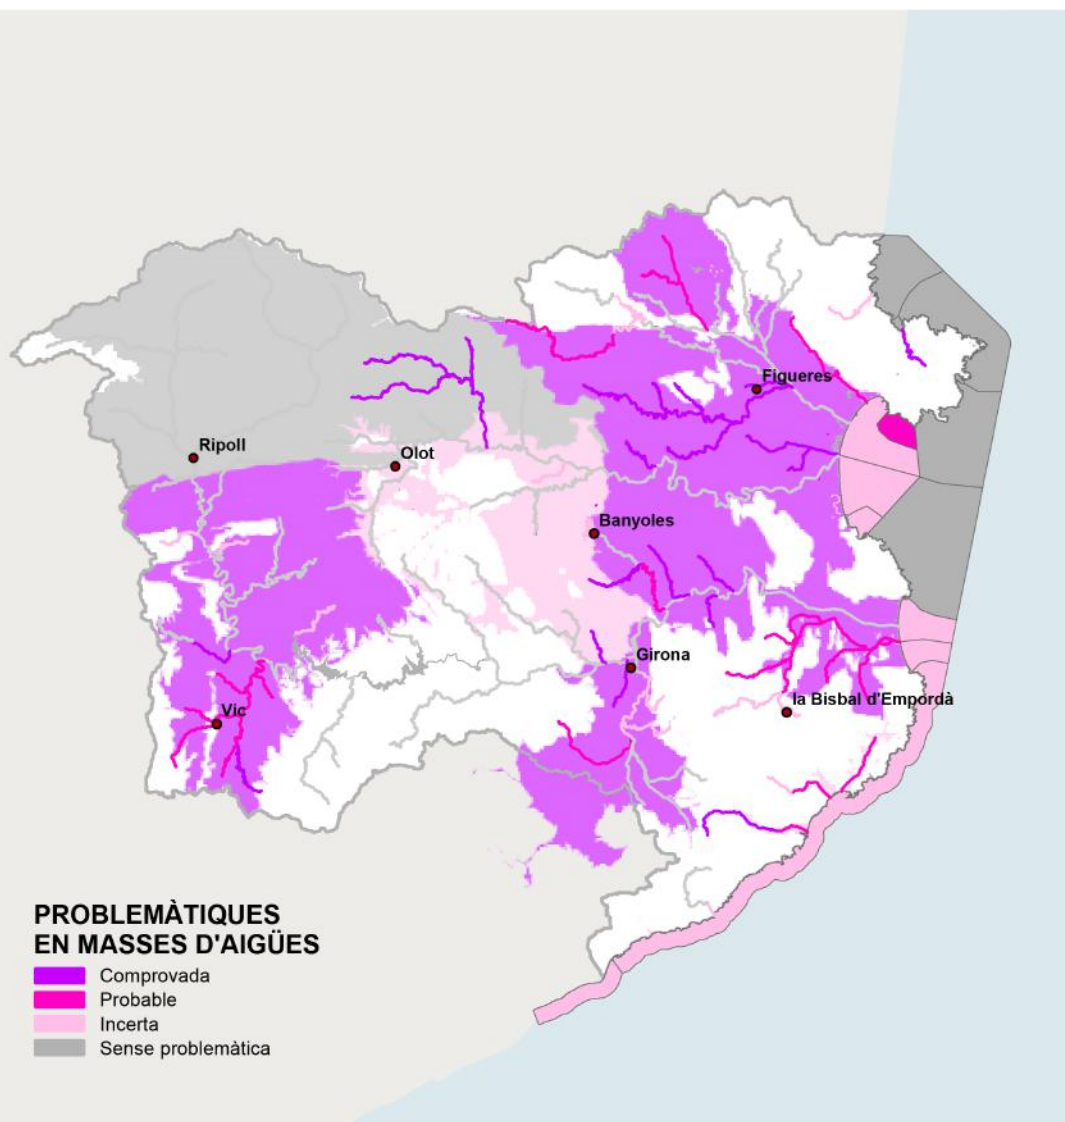 Figueres
Ripoll
Olot
Banyoles
Girona
la Bisbal d'Empordà
Vic
PROBLEMÀTIQUES
EN MASSES D'AIGÜES
Comprovada
Probable
Incerta
Sense problemàtica